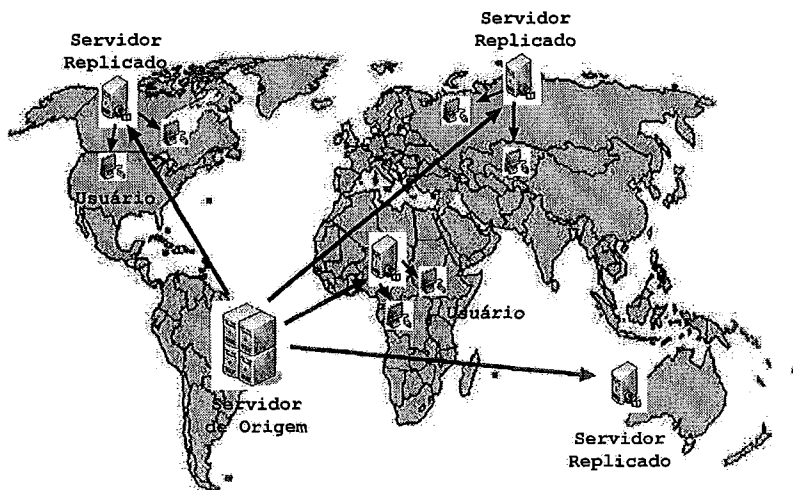 Servidor
Replicado
Servidor
Replicado
Usuário
Usuário
Servidor
de Origem
Servidor
Replicado